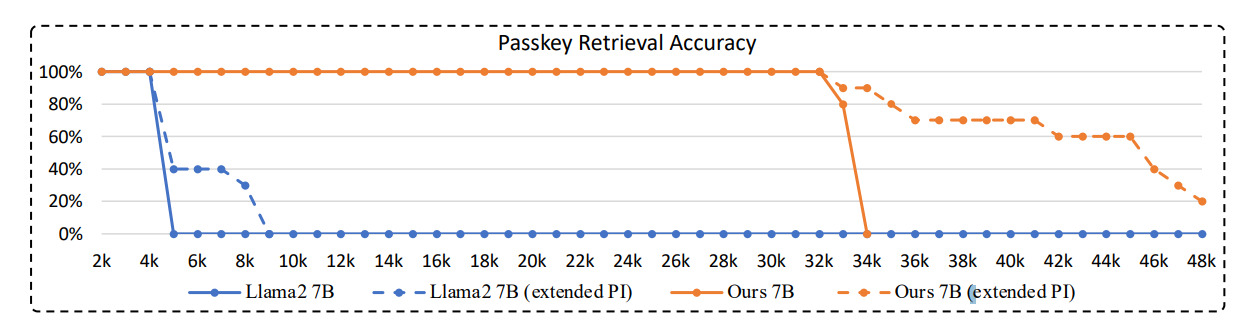 Passkey Retrieval Accuracy
100%
80%
60%
40%
20%
0%
2k 4k 6k 8k 10k 12k 14k 16k 18k 20k 22k 24k 26k 28k 30k 32k 34k 36k 38k 40k 42k 44k 46k 48k
Llama2 7B Llama2 7B (extended PI) Ours 7B Ours 7B (extended PI)